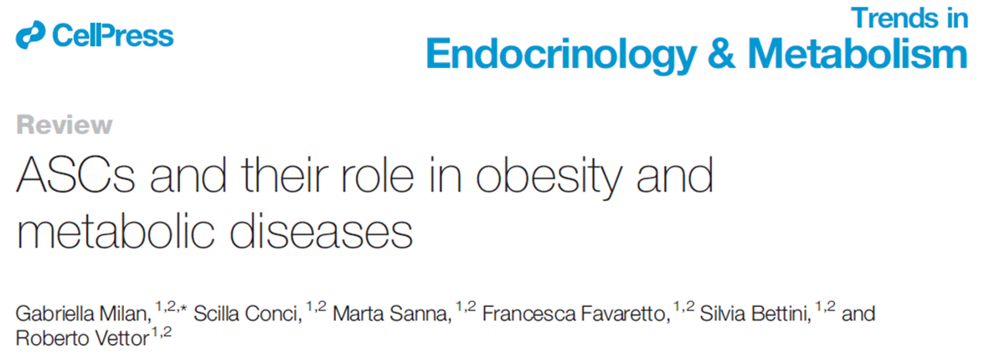 CellPress
Trends in
Endocrinology & Metabolism
Review
ASCs and their role in obesity and
metabolic diseases
Gabriella Milan,1,2,* Scilla Conci,1,2 Marta Sanna,1,2 Francesca Favaretto,1,2 Silvia Bettini,1,2 and
Roberto Vettor1,2